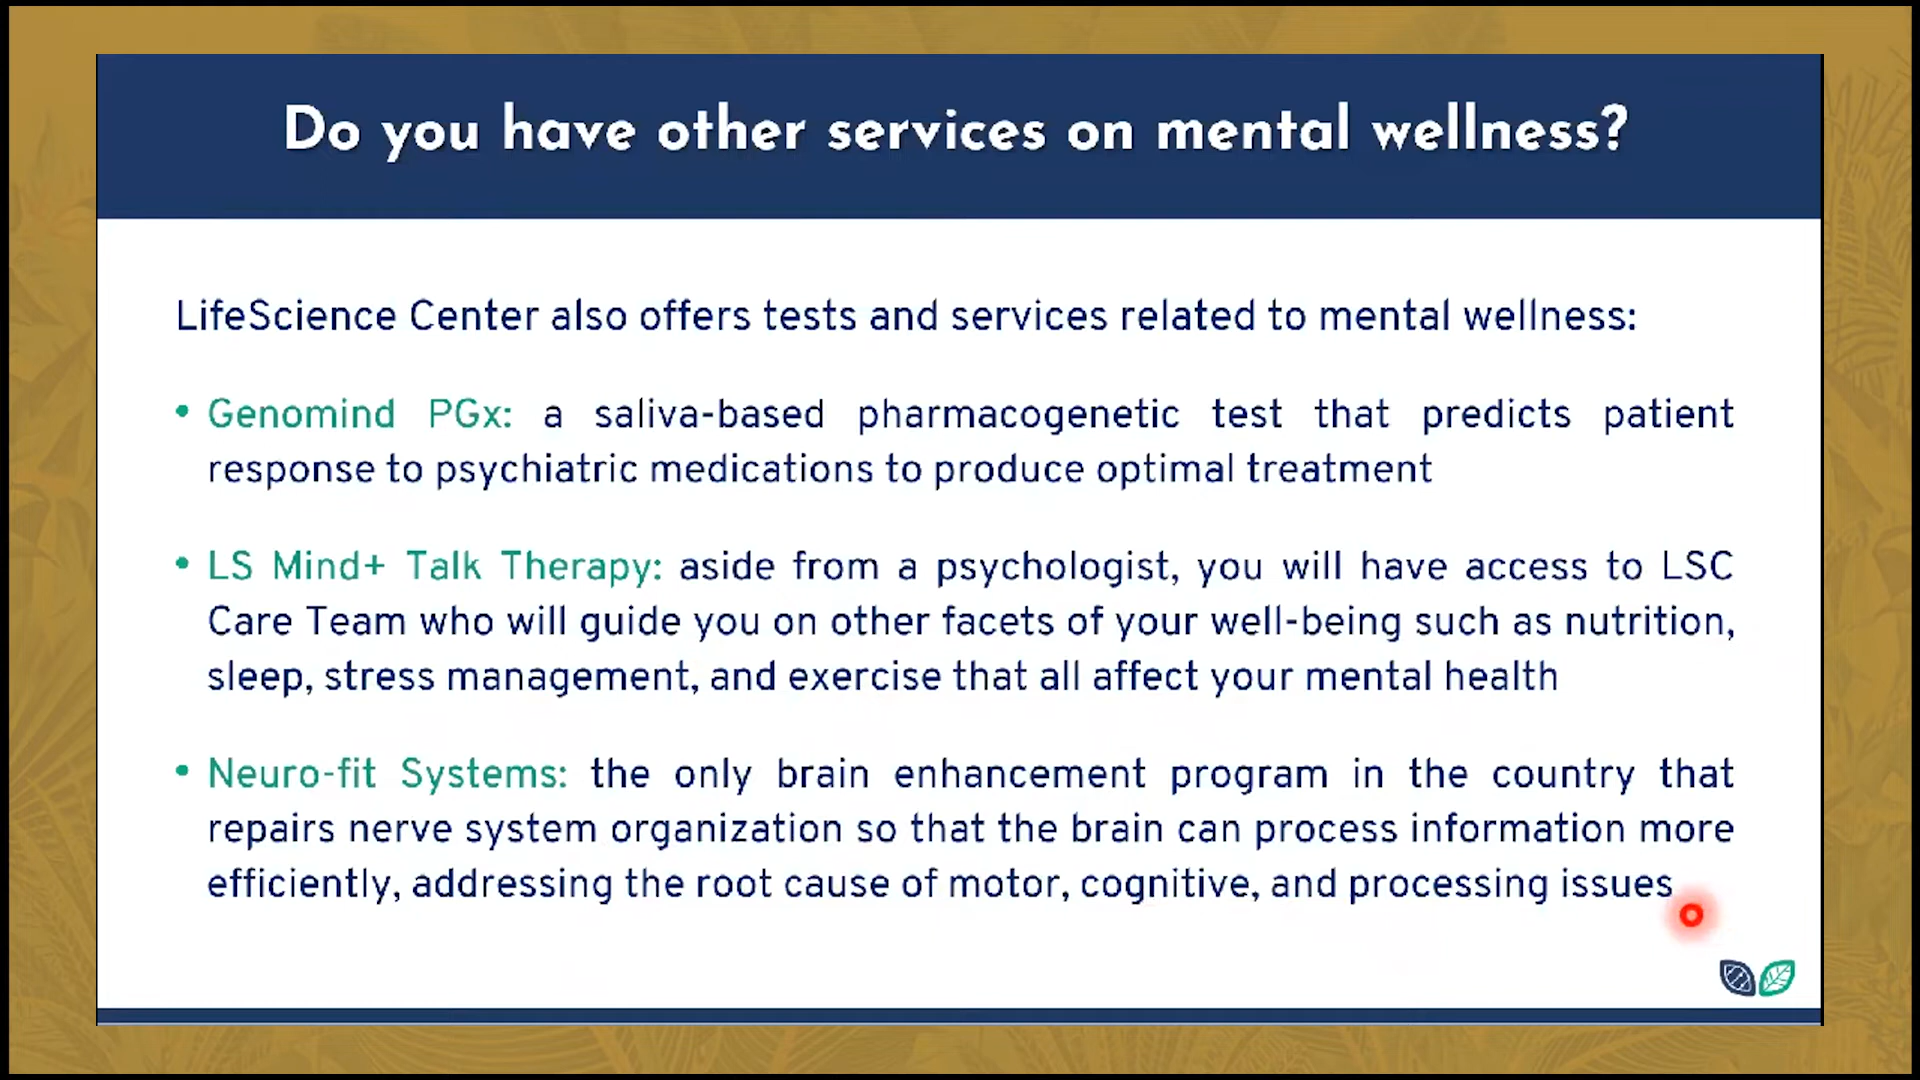 Do you have other services on mental wellness?
LifeScience Center also offers tests and services related to mental wellness:
• Genomind PGx: a saliva-based pharmacogenetic test that predicts patient
response to psychiatric medications to produce optimal treatment
• LS Mind+ Talk Therapy: aside from a psychologist, you will have access to LSC
Care Team who will guide you on other facets of your well-being such as nutrition,
sleep, stress management, and exercise that all affect your mental health
• Neuro-fit Systems: the only brain enhancement program in the country that
repairs nerve system organization so that the brain can process information more
efficiently, addressing the root cause of motor, cognitive, and processing issues